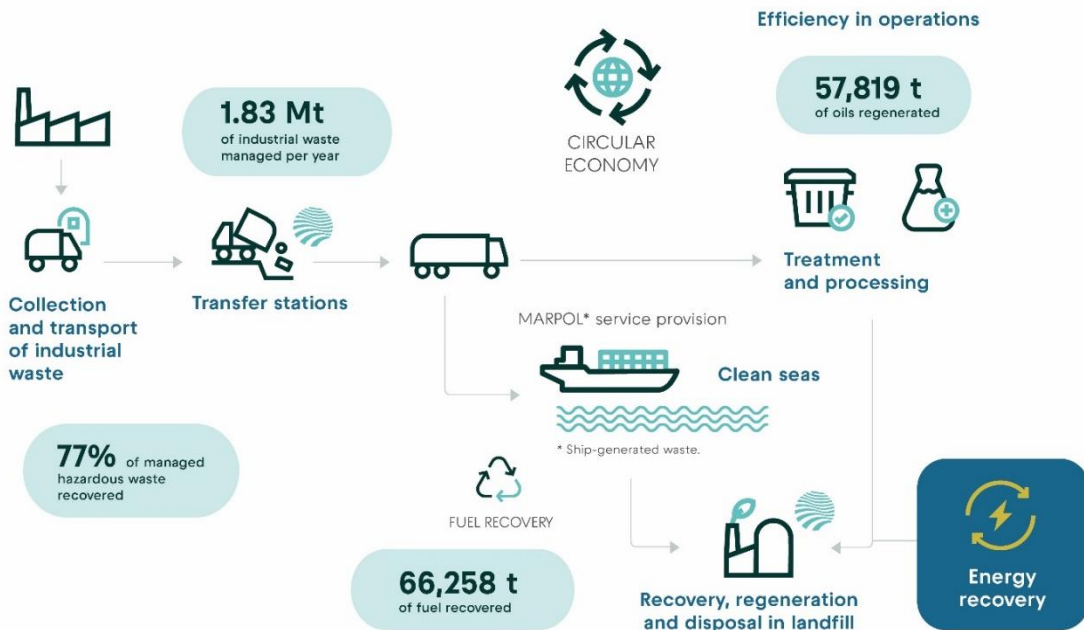 Efficiency in operations
57,819 t
of oils regenerated
1.83 Mt
of industrial waste
managed per year
CIRCULAR
ECONOMY
Collection
and transport
of industrial
waste
Transfer stations
Treatment
and processing
MARPOL* service provision
Clean seas
* Ship-generated waste.
77% of managed
hazardous waste
recovered
FUEL RECOVERY
66,258 t
of fuel recovered
Recovery, regeneration
and disposal in landfill
Energy
recovery